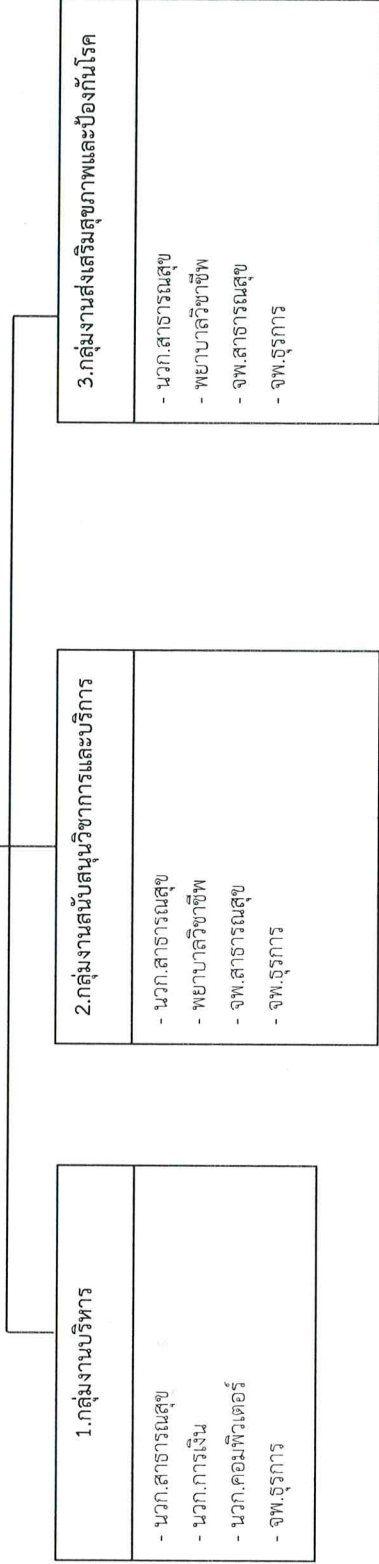 1.กลุ่มงานบริหาร
- นวก.สาธารณสุข
- นวก.การเงิน
- นวก.คอมพิวเตอร์
- จพ.ธุรการ
2.กลุ่มงานสนับสนุนวิชาการและบริการ
- นวก.สาธารณสุข
- พยาบาลวิชาชีพ
- จพ.สาธารณสุข
- จพ.ธุรการ
3.กลุ่มงานส่งเสริมสุขภาพและป้องกันโรค
- นวก.สาธารณสุข
- พยาบาลวิชาชีพ
- จพ.สาธารณสุข
- จพ.ธุรการ